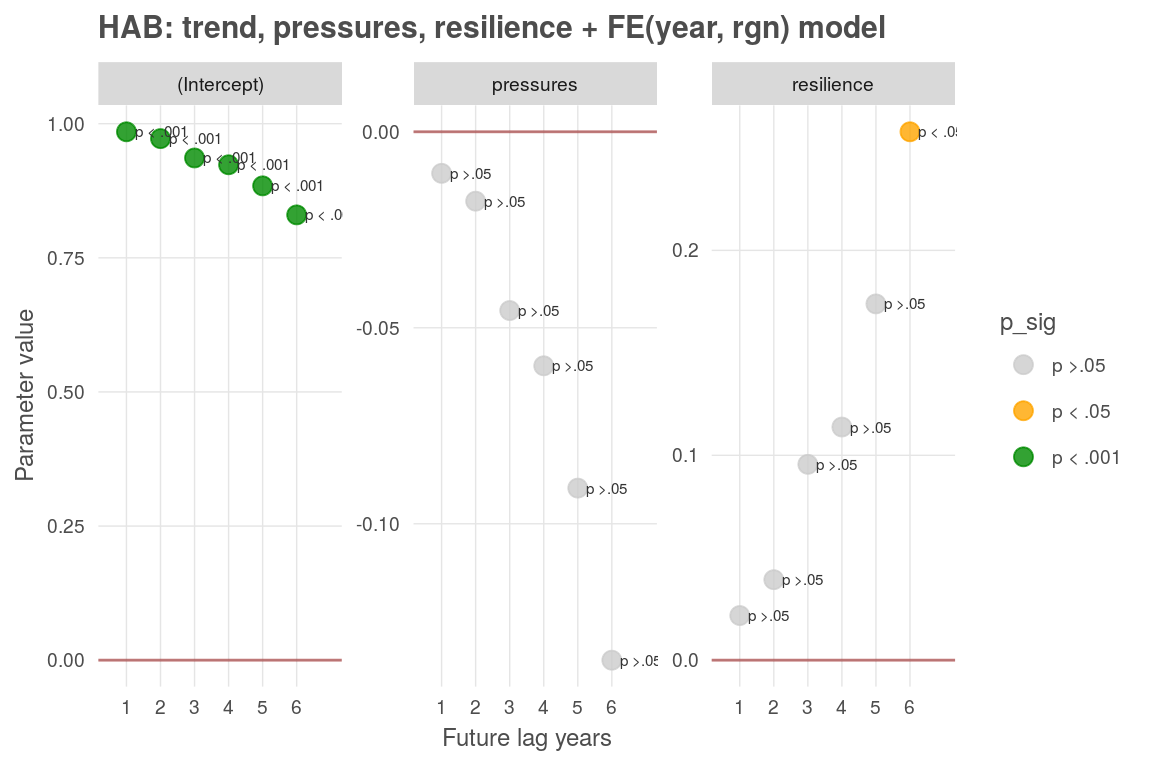 HAB: trend, pressures, resilience + FE(year, rgn) model
(Intercept)
pressures
resilience
Parameter value
1.00
0.75
0.50
0.25
0.00
p < .001
p < .001
p < .001
p < .001
p < .001
p < .0
1 2 3 4 5 6
0.00
-0.05
-0.10
p >.05
p >.05
p >.05
p >.05
p >.05
p >.05
1 2 3 4 5 6
0.2
0.1
0.0
p < .05
p >.05
p >.05
p >.05
p >.05
p >.05
1 2 3 4 5 6
Future lag years
p_sig
p >.05
p < .05
p < .001